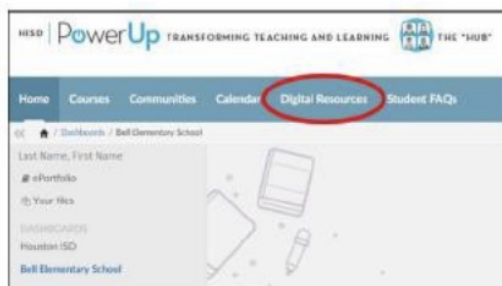 HISD | PowerUp TRANSFORMING TEACHING AND LEARNING THE "HUB"
Home Courses Communities Calendar Digital Resources Student FAQs
/ Dashboards / Bell Elementary School
Last Name, First Name
ePortfolio
Your files
DASHBOARDS
Houston ISD
Bell Elementary School